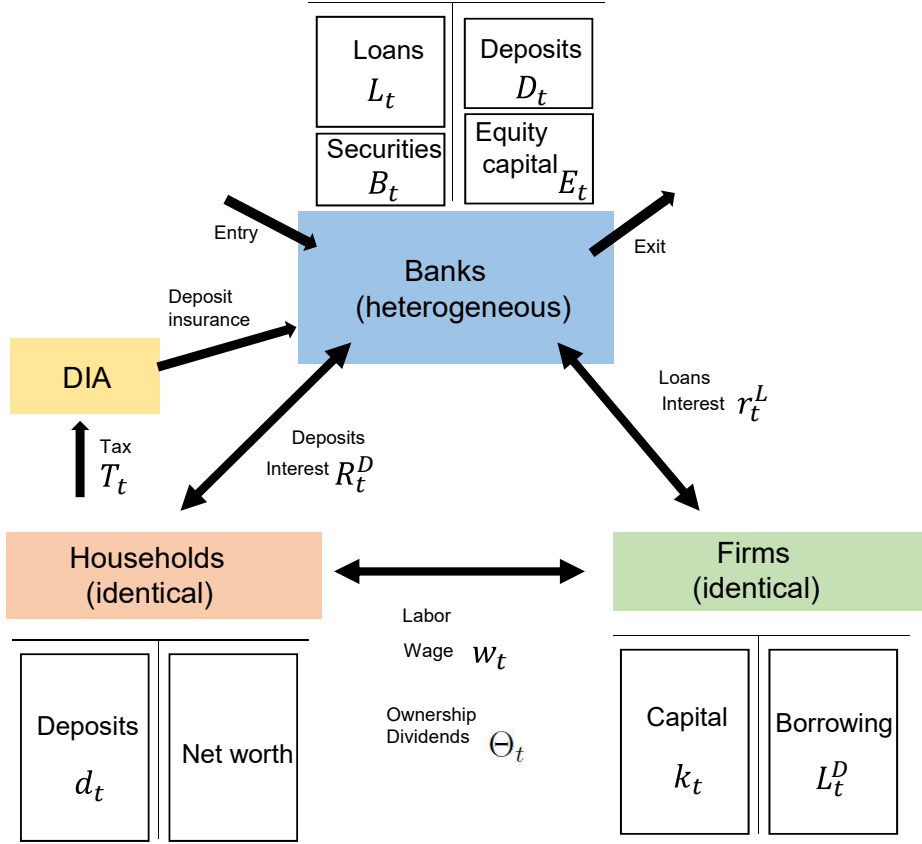 Loans
L_t
Deposits
D_t
Securities
B_t
Equity
capital E_t
Entry
Exit
Banks
(heterogeneous)
Deposit
insurance
DIA
Loans
Interest r_t^L
Tax
T_t
Deposits
Interest R_t^D
Households
(identical)
Firms
(identical)
Labor
Wage w_t
Ownership
Dividends Θ_t
Deposits
d_t
Net worth
Capital
k_t
Borrowing
L_t^D